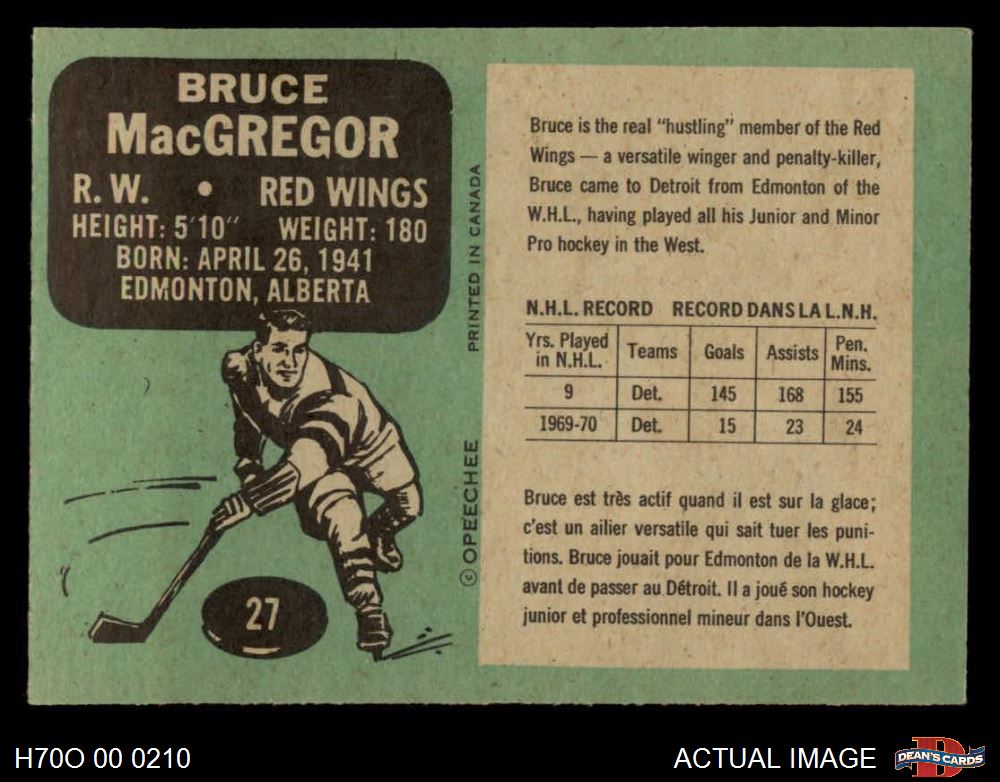 BRUCE
MacGREGOR
R. W. • RED WINGS
HEIGHT: 5'10" WEIGHT: 180
BORN: APRIL 26, 1941
EDMONTON, ALBERTA
27
© OPEECHEE PRINTED IN CANADA
Bruce is the real "hustling" member of the Red
Wings — a versatile winger and penalty-killer,
Bruce came to Detroit from Edmonton of the
W.H.L., having played all his Junior and Minor
Pro hockey in the West.
N.H.L. RECORD RECORD DANS LA L.N.H.
Yrs. Played in N.H.L. Teams Goals Assists Pen. Mins.
9 Det. 145 168 155
1969-70 Det. 15 23 24
Bruce est très actif quand il est sur la glace;
c'est un ailier versatile qui sait tuer les puni-
tions. Bruce jouait pour Edmonton de la W.H.L.
avant de passer au Détroit. Il a joué son hockey
junior et professionnel mineur dans l'Ouest.
H70O 00 0210
ACTUAL IMAGE
D
DEAN'S CARDS